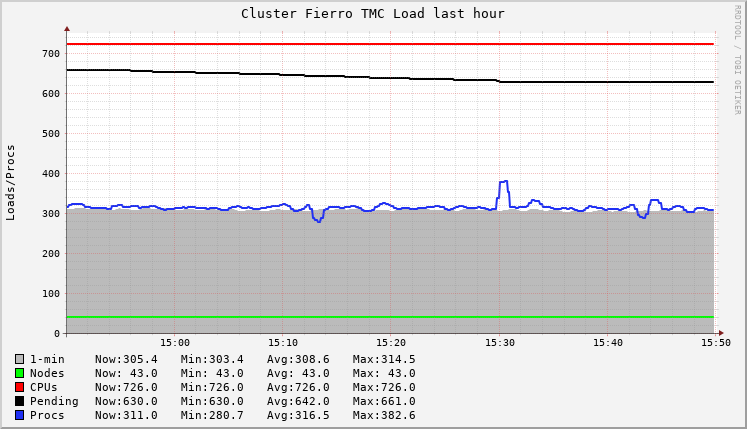 Cluster Fierro TMC Load last hour
RRDTOOL / TOBI OETIKER
Loads/Procs
700
600
500
400
300
200
100
0
15:00 15:10 15:20 15:30 15:40 15:50
1-min Now:305.4 Min:303.4 Avg:308.6 Max:314.5
Nodes Now: 43.0 Min: 43.0 Avg: 43.0 Max: 43.0
CPUs Now:726.0 Min:726.0 Avg:726.0 Max:726.0
Pending Now:630.0 Min:630.0 Avg:642.0 Max:661.0
Procs Now:311.0 Min:280.7 Avg:316.5 Max:382.6